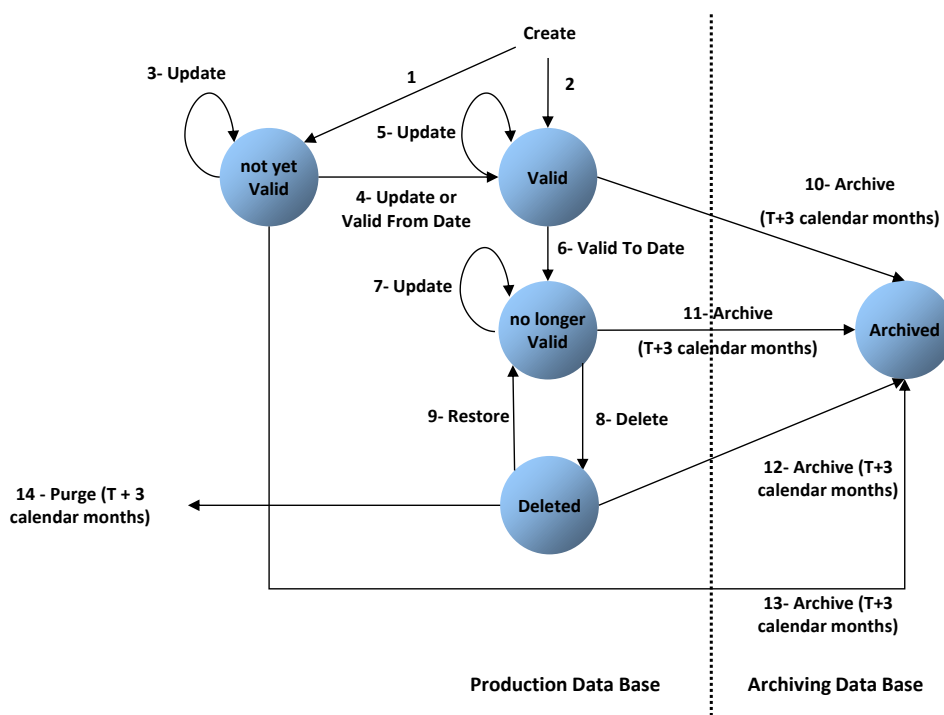 Create
3- Update
1
2
5- Update
not yet
Valid
Valid
10- Archive
(T+3 calendar months)
4- Update or
Valid From Date
6- Valid To Date
7- Update
no longer
Valid
11- Archive
(T+3 calendar months)
Archived
9- Restore
8- Delete
12- Archive (T+3
calendar months)
14 - Purge (T + 3
calendar months)
Deleted
13- Archive (T+3
calendar months)
Production Data Base
Archiving Data Base